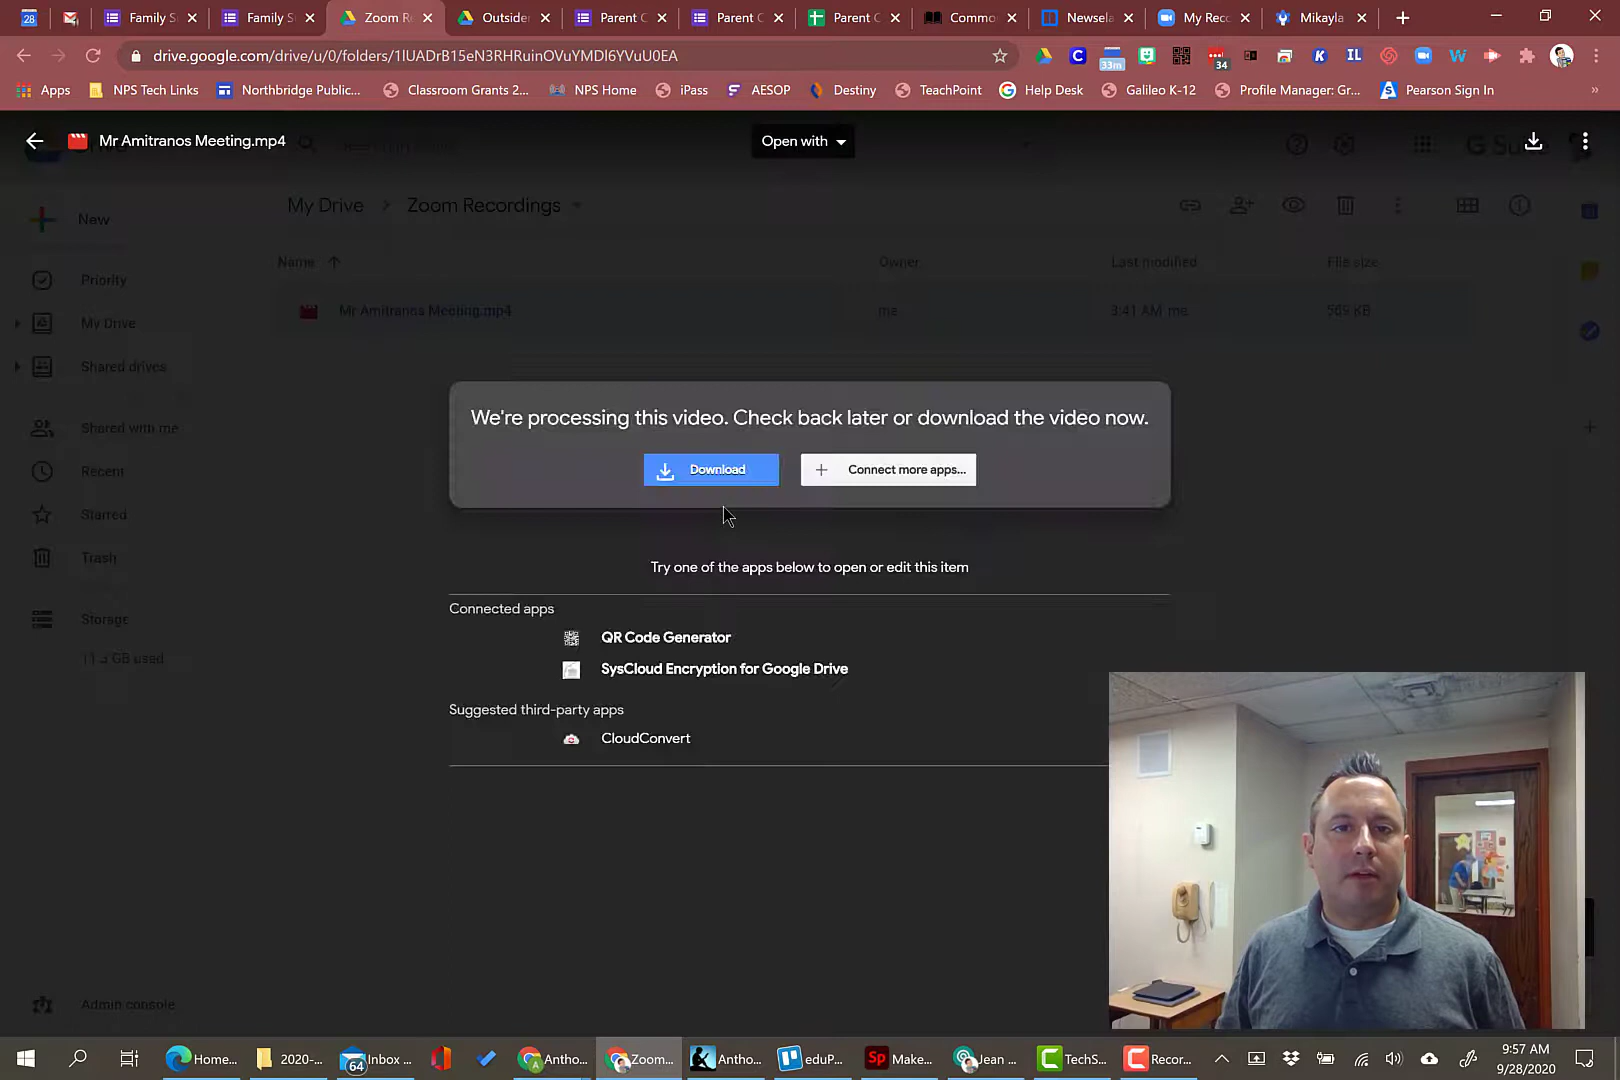 28
Family S
Family S
Zoom R
Outside
Parent C
Parent C
Parent C
Commo
Newsela
My Reco
Mikayla
drive.google.com/drive/u/0/folders/1lUADrB15eN3RHRuinOVuYMDl6YVuU0EA
33m
34
Apps
NPS Tech Links
Northbridge Public...
Classroom Grants 2...
NPS Home
iPass
AESOP
Destiny
TeachPoint
Help Desk
Galileo K-12
Profile Manager: Gr...
Pearson Sign In
»
Mr Amitranos Meeting.mp4
Open with
New
My Drive > Zoom Recordings
Name
Owner
Last modified
File size
Mr Amitranos Meeting.mp4
me
3:41 AM me
569 KB
Priority
My Drive
Shared drives
Shared with me
Recent
Starred
Trash
Storage
We're processing this video. Check back later or download the video now.
Download
Connect more apps...
Try one of the apps below to open or edit this item
Connected apps
QR Code Generator
SysCloud Encryption for Google Drive
Suggested third-party apps
CloudConvert
Admin console
Home...
2020-...
64
Inbox ...
Antho...
Zoom...
Antho...
eduP...
Sp
Make...
Jean ...
TechS...
Recor...
9:57 AM
9/28/2020